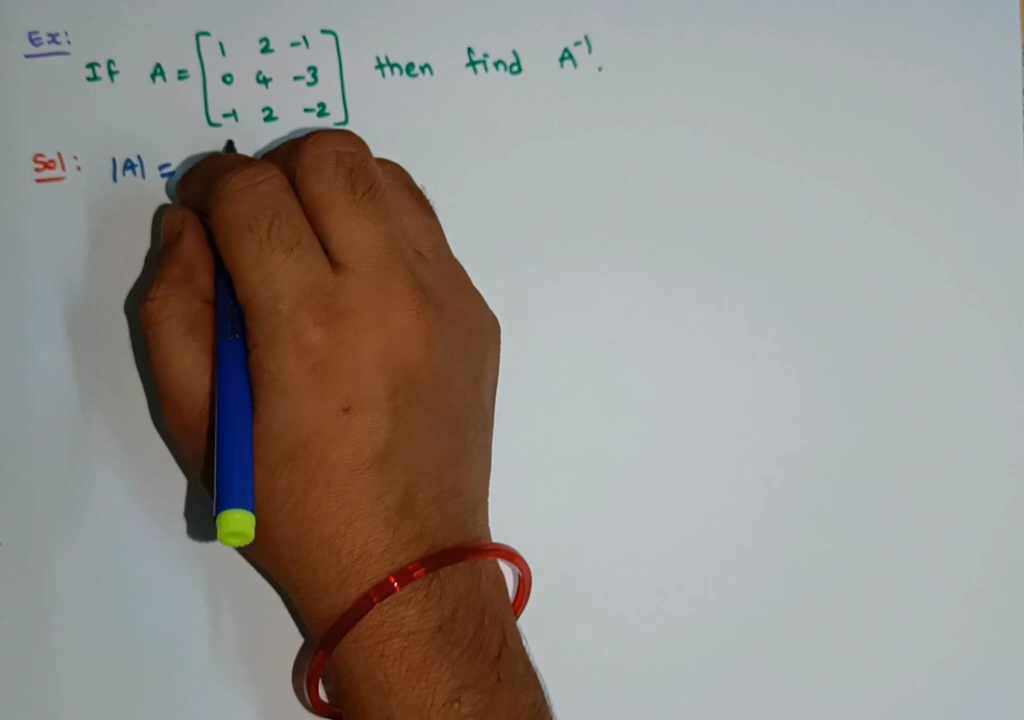 Ex:
If A = [ 1 2 -1
0 4 -3
-1 2 -2 ] then find A⁻¹.
Sol: |A| =